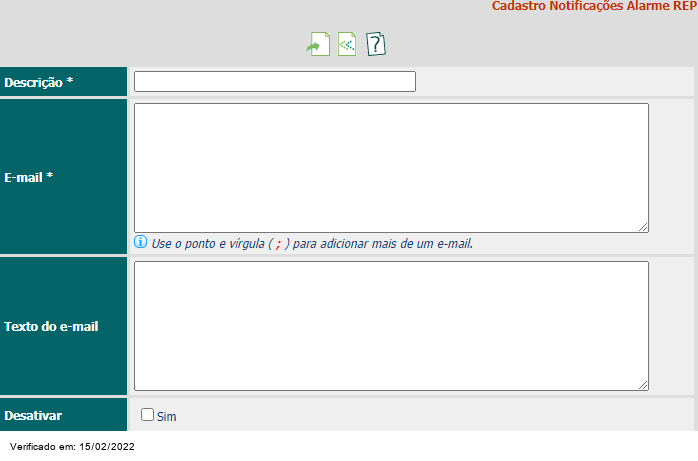 Cadastro Notificações Alarme REP
Descrição *
E-mail *
Use o ponto e vírgula ( ; ) para adicionar mais de um e-mail.
Texto do e-mail
Desativar
Sim
Verificado em: 15/02/2022